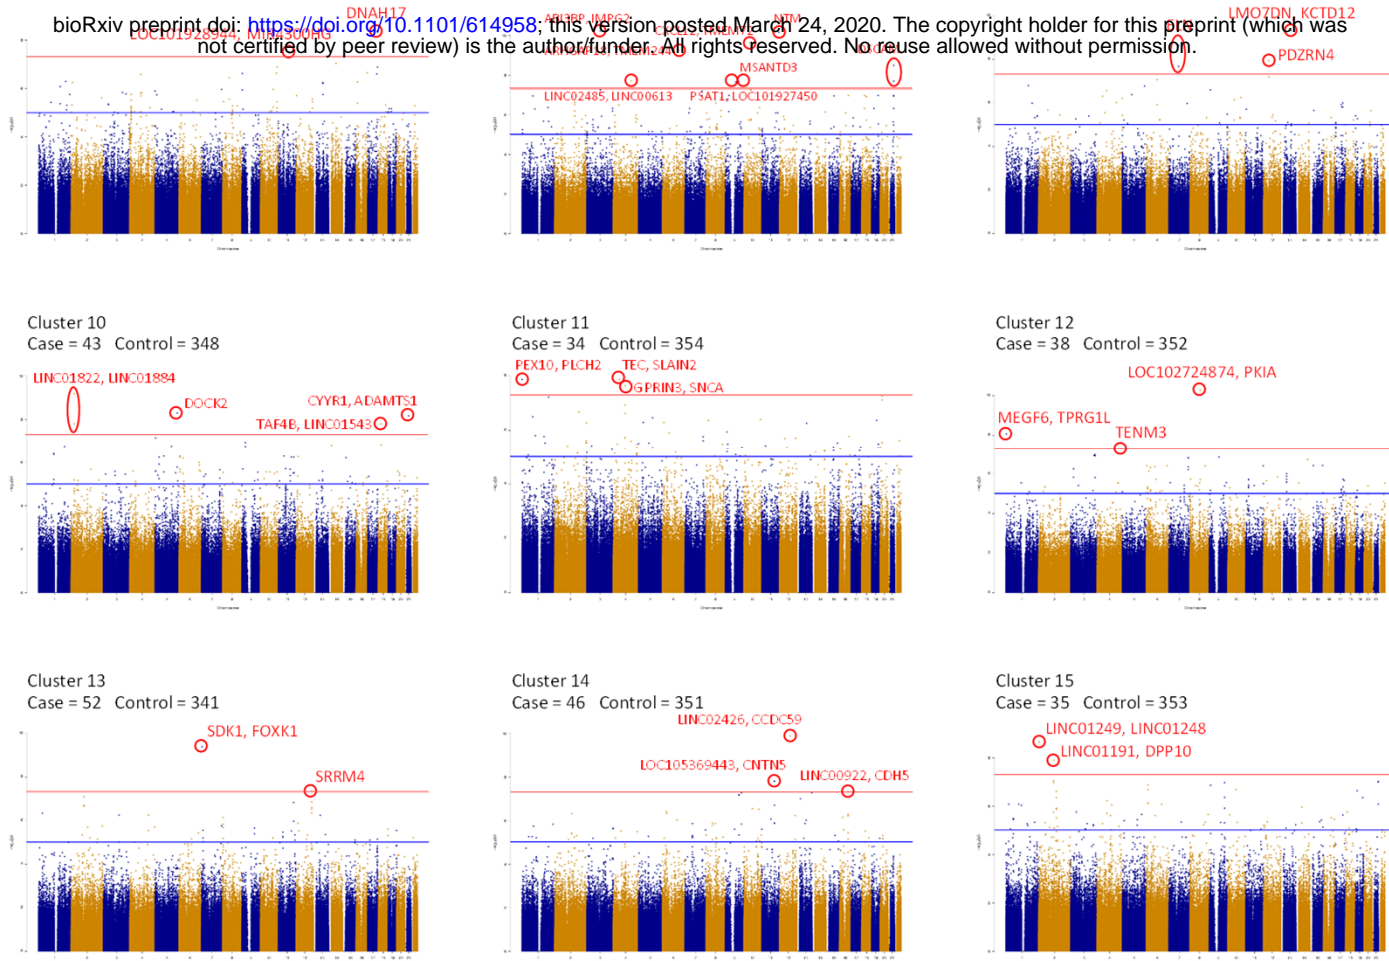 bioRxiv preprint doi: https://doi.org/10.1101/614958; this version posted March 24, 2020. The copyright holder for this preprint (which was
not certified by peer review) is the author/funder. All rights reserved. No reuse allowed without permission.
DNAH17
LOC101928944, MIR4300HG
ABI3BP, IMPG2
NTM
MSANTD3
LINC02485, LINC00613
PSAT1, LOC101927450
LMO7DN, KCTD12
PDZRN4
Cluster 10
Case = 43 Control = 348
LINC01822, LINC01884
DOCK2
CYYR1, ADAMTS1
TAF4B, LINC01543
Cluster 11
Case = 34 Control = 354
PEX10, PLCH2
TEC, SLAIN2
GPRIN3, SNCA
Cluster 12
Case = 38 Control = 352
LOC102724874, PKIA
MEGF6, TPRG1L
TENM3
Cluster 13
Case = 52 Control = 341
SDK1, FOXK1
SRRM4
Cluster 14
Case = 46 Control = 351
LINC02426, CCDC59
LOC105369443, CNTN5
LINC00922, CDH5
Cluster 15
Case = 35 Control = 353
LINC01249, LINC01248
LINC01191, DPP10